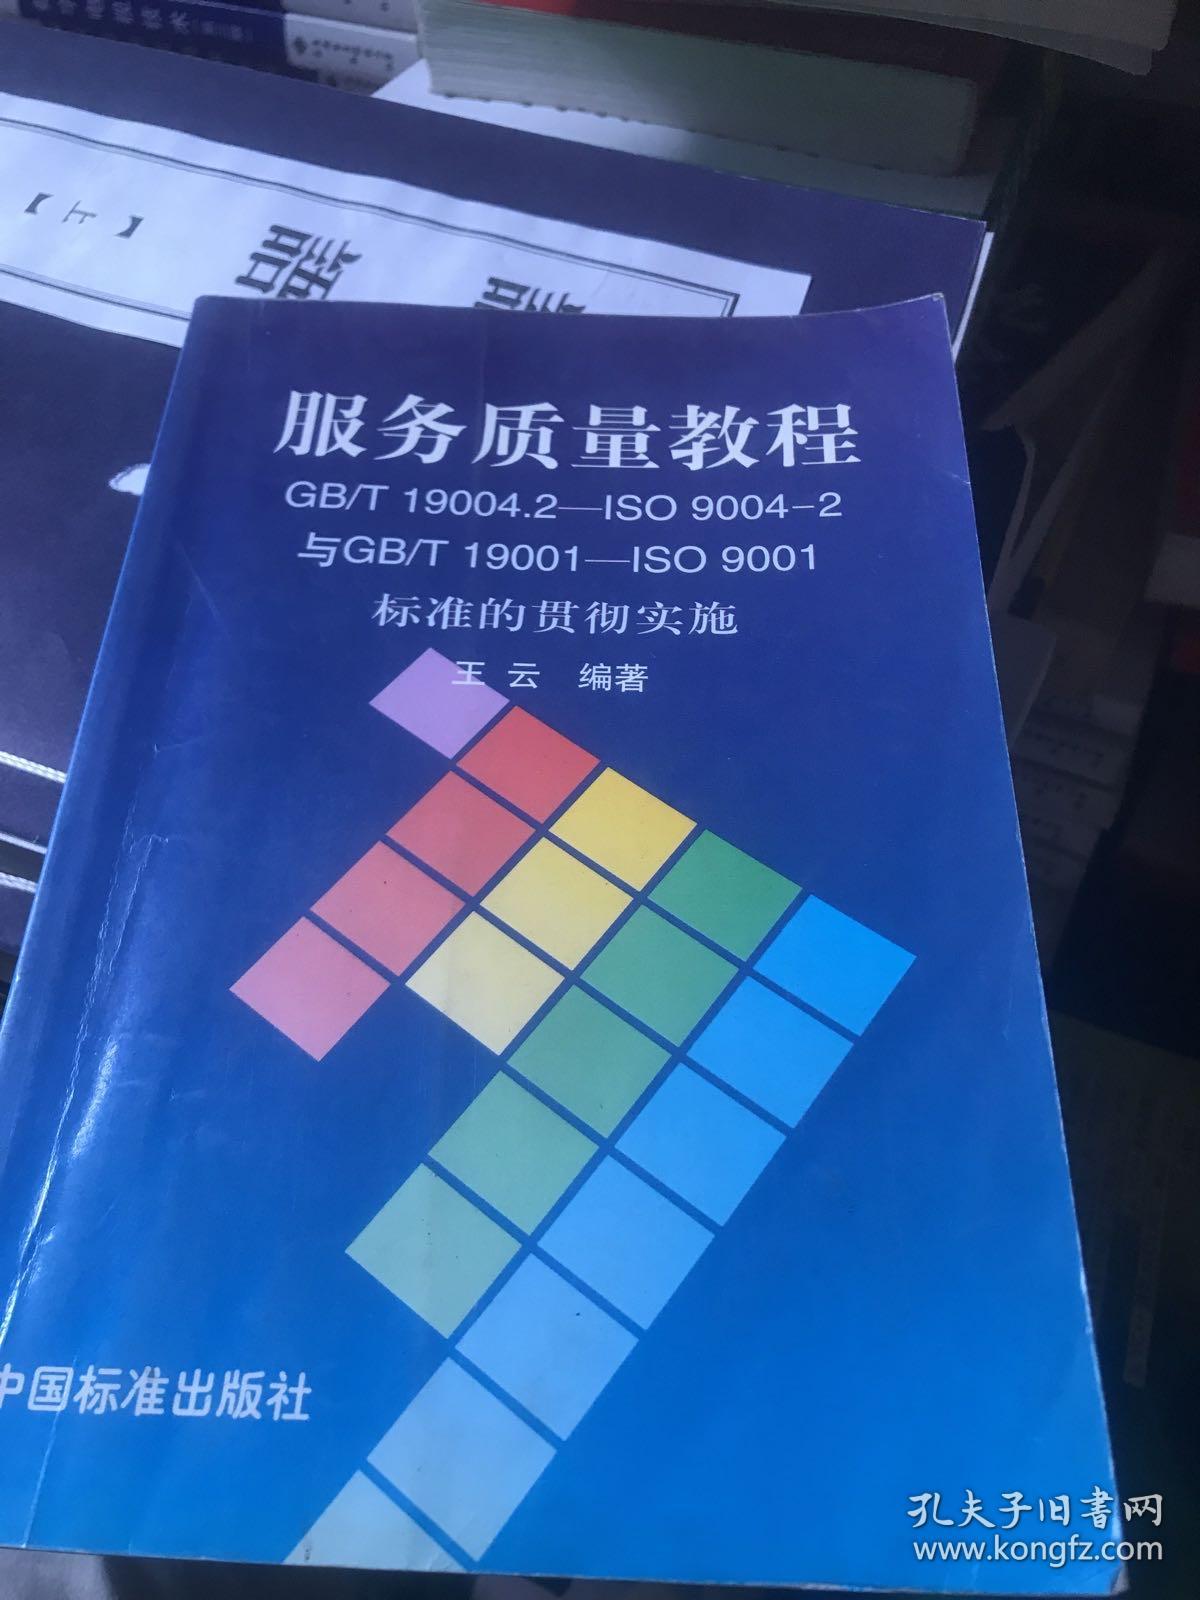 【上】
服务质量教程
GB/T 19004.2—ISO 9004-2
与GB/T 19001—ISO 9001
标准的贯彻实施
王云 编著
中国标准出版社
孔夫子旧書网
www.kongfz.com